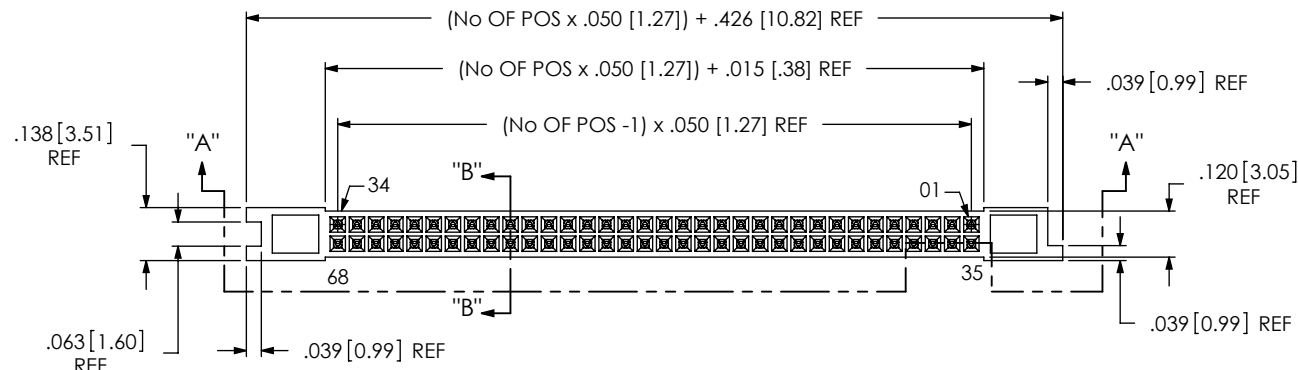 (No OF POS x .050 [1.27]) + .426 [10.82] REF
(No OF POS x .050 [1.27]) + .015 [.38] REF
.039 [0.99] REF
.138 [3.51]
REF
"A"
(No OF POS -1) x .050 [1.27] REF
"A"
"B"
34
01
.120 [3.05]
REF
68
35
"B"
.063 [1.60]
REF
.039 [0.99] REF
.039 [0.99] REF